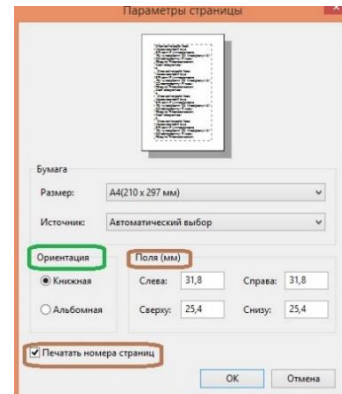 Параметры страницы
Бумага
Размер: A4(210 x 297 мм)
Источник: Автоматический выбор
Ориентация
Поля (мм)
Книжная
Слева: 31,8 Справа: 31,8
Альбомная
Сверху: 25,4 Снизу: 25,4
Печатать номера страниц
OK Отмена